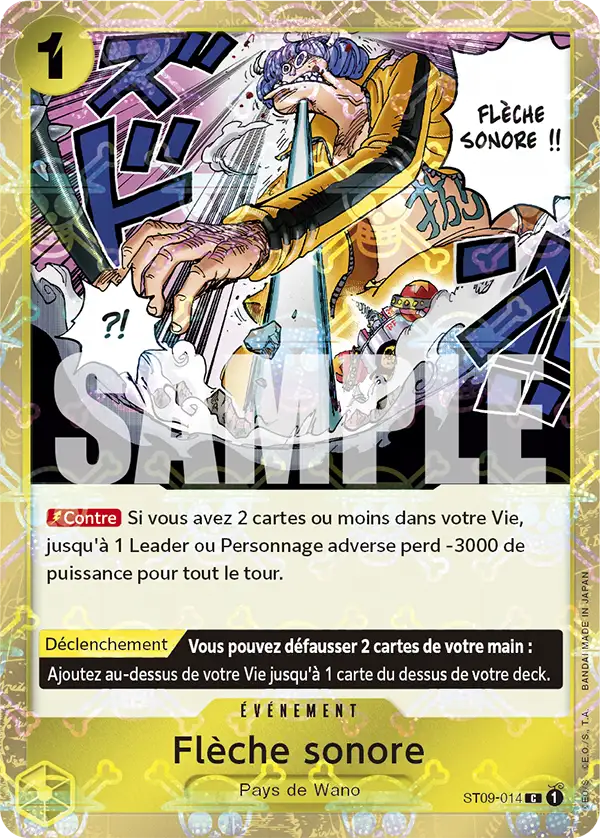 1
ズドド
FLÈCHE
SONORE !!
?!
SAMPLE
Contre Si vous avez 2 cartes ou moins dans votre Vie,
jusqu'à 1 Leader ou Personnage adverse perd -3000 de
puissance pour tout le tour.
Déclenchement Vous pouvez défausser 2 cartes de votre main :
Ajoutez au-dessus de votre Vie jusqu'à 1 carte du dessus de votre deck.
ÉVÉNEMENT
Flèche sonore
Pays de Wano
ST09-014 C 1
©E.O./S., T.A. BANDAI MADE IN JAPAN